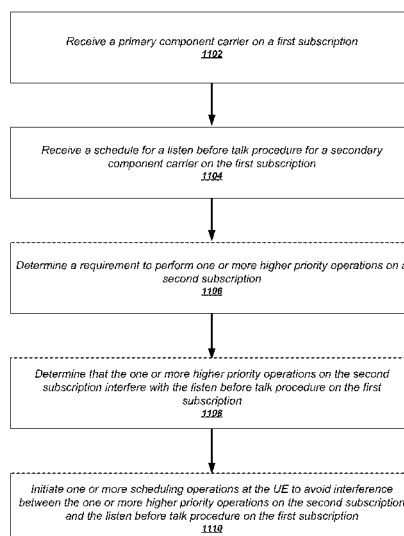 Receive a primary component carrier on a first subscription
1102
Receive a schedule for a listen before talk procedure for a secondary
component carrier on the first subscription
1104
Determine a requirement to perform one or more higher priority operations on a
second subscription
1106
Determine that the one or more higher priority operations on the second
subscription interfere with the listen before talk procedure on the first
subscription
1108
Initiate one or more scheduling operations at the UE to avoid interference
between the one or more higher priority operations on the second subscription
and the listen before talk procedure on the first subscription
1110